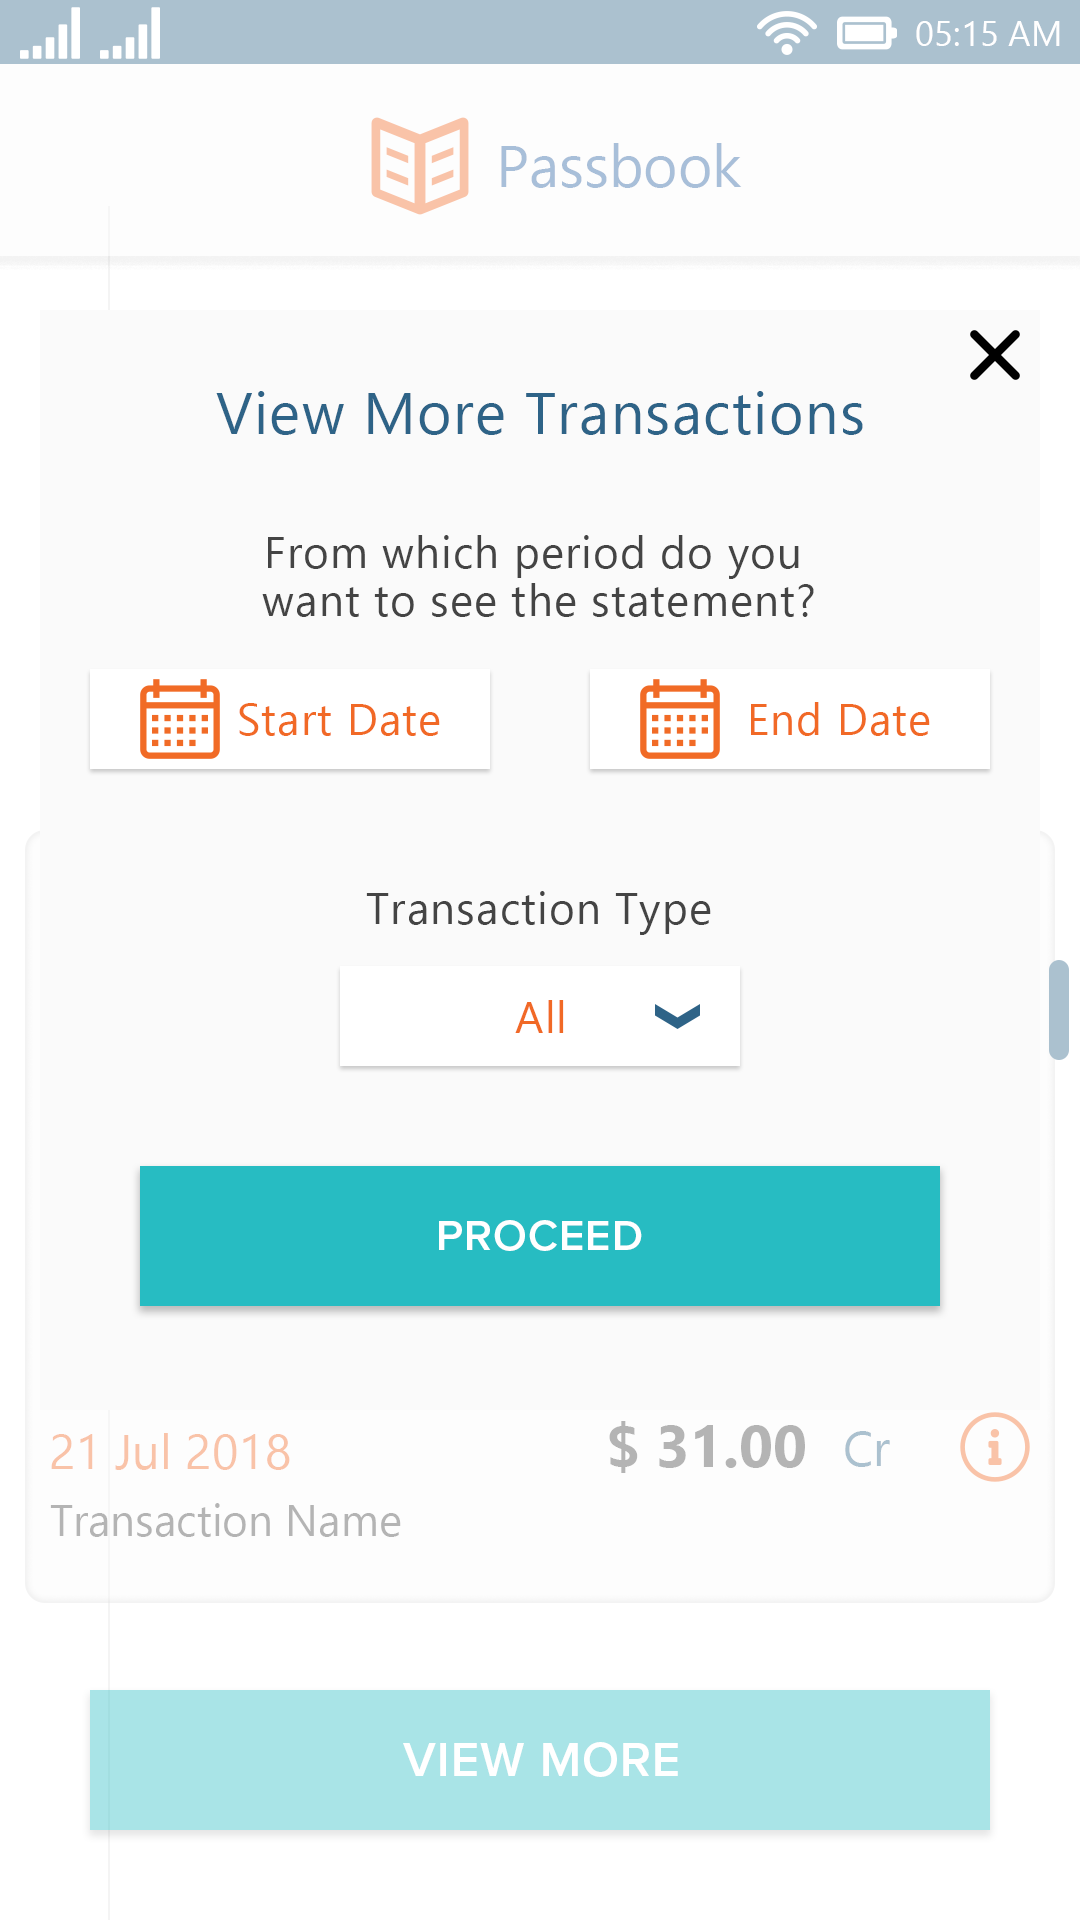 05:15 AM
Passbook
View More Transactions
From which period do you
want to see the statement?
Start Date
End Date
Transaction Type
All
PROCEED
21 Jul 2018
$ 31.00 Cr
Transaction Name
VIEW MORE